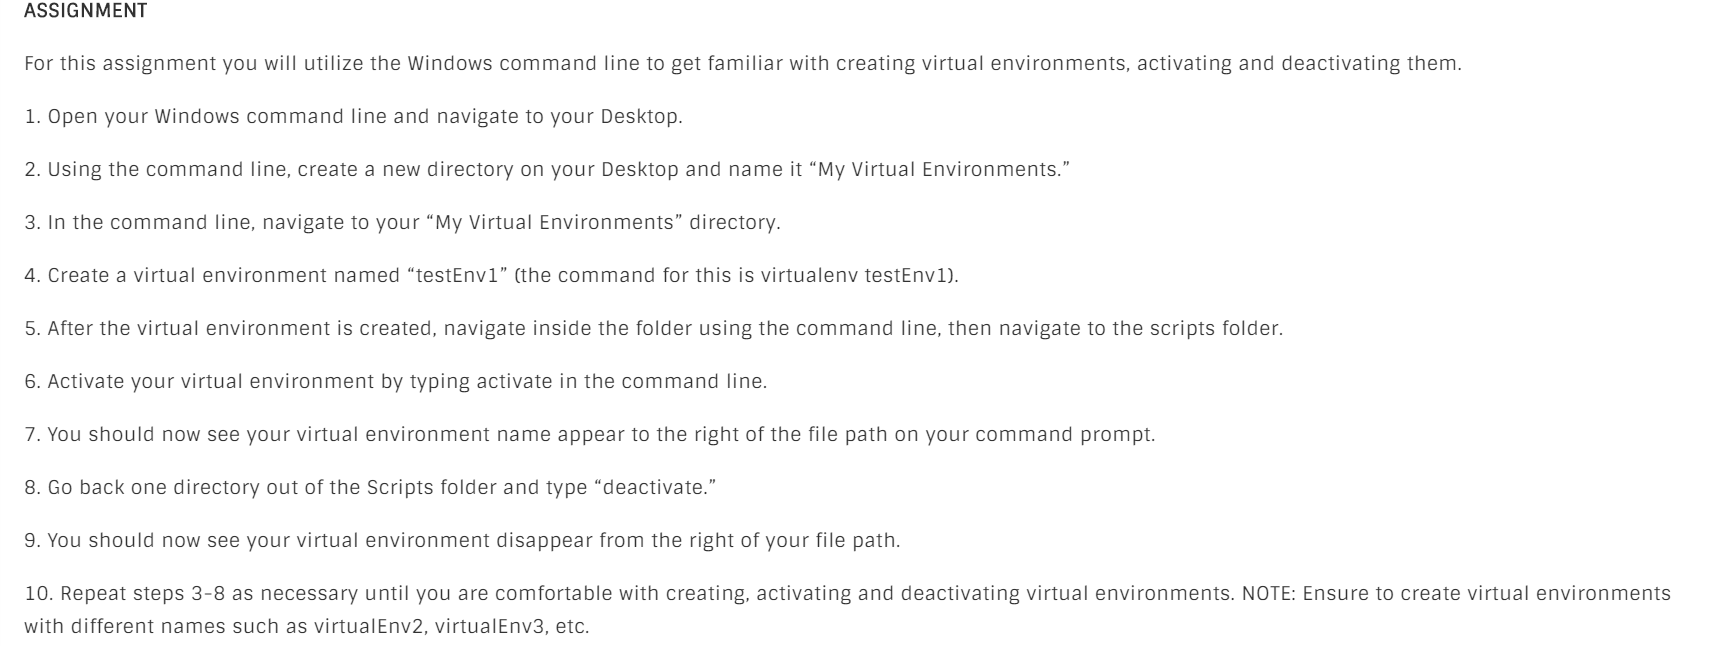 ASSIGNMENT
For this assignment you will utilize the Windows command line to get familiar with creating virtual environments, activating and deactivating them.
1. Open your Windows command line and navigate to your Desktop.
2. Using the command line, create a new directory on your Desktop and name it “My Virtual Environments.”
3. In the command line, navigate to your “My Virtual Environments” directory.
4. Create a virtual environment named “testEnv1” (the command for this is virtualenv testEnv1).
5. After the virtual environment is created, navigate inside the folder using the command line, then navigate to the scripts folder.
6. Activate your virtual environment by typing activate in the command line.
7. You should now see your virtual environment name appear to the right of the file path on your command prompt.
8. Go back one directory out of the Scripts folder and type “deactivate.”
9. You should now see your virtual environment disappear from the right of your file path.
10. Repeat steps 3-8 as necessary until you are comfortable with creating, activating and deactivating virtual environments. NOTE: Ensure to create virtual environments
with different names such as virtualEnv2, virtualEnv3, etc.